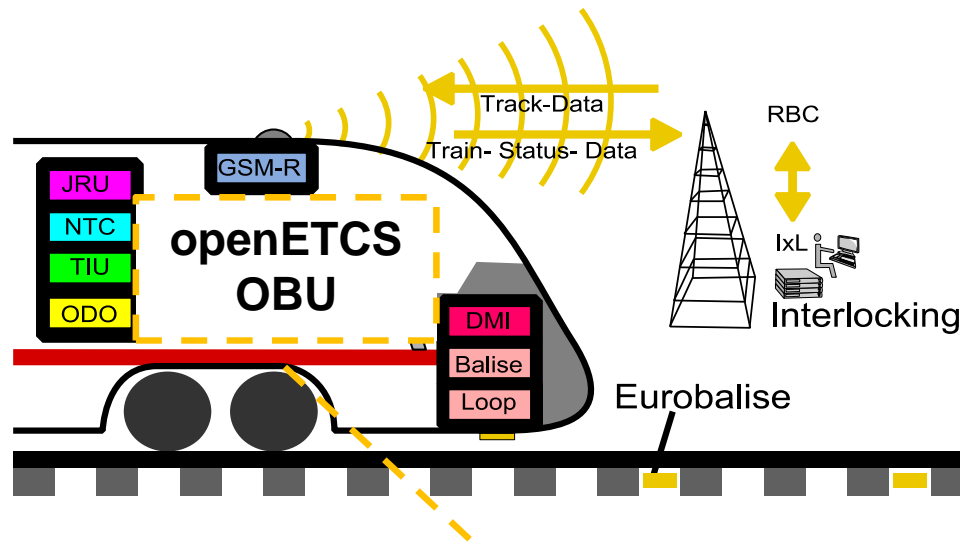 Track-Data
RBC
Train- Status- Data
GSM-R
JRU
NTC
TIU
ODO
openETCS
OBU
IxL
Interlocking
DMI
Balise
Loop
Eurobalise